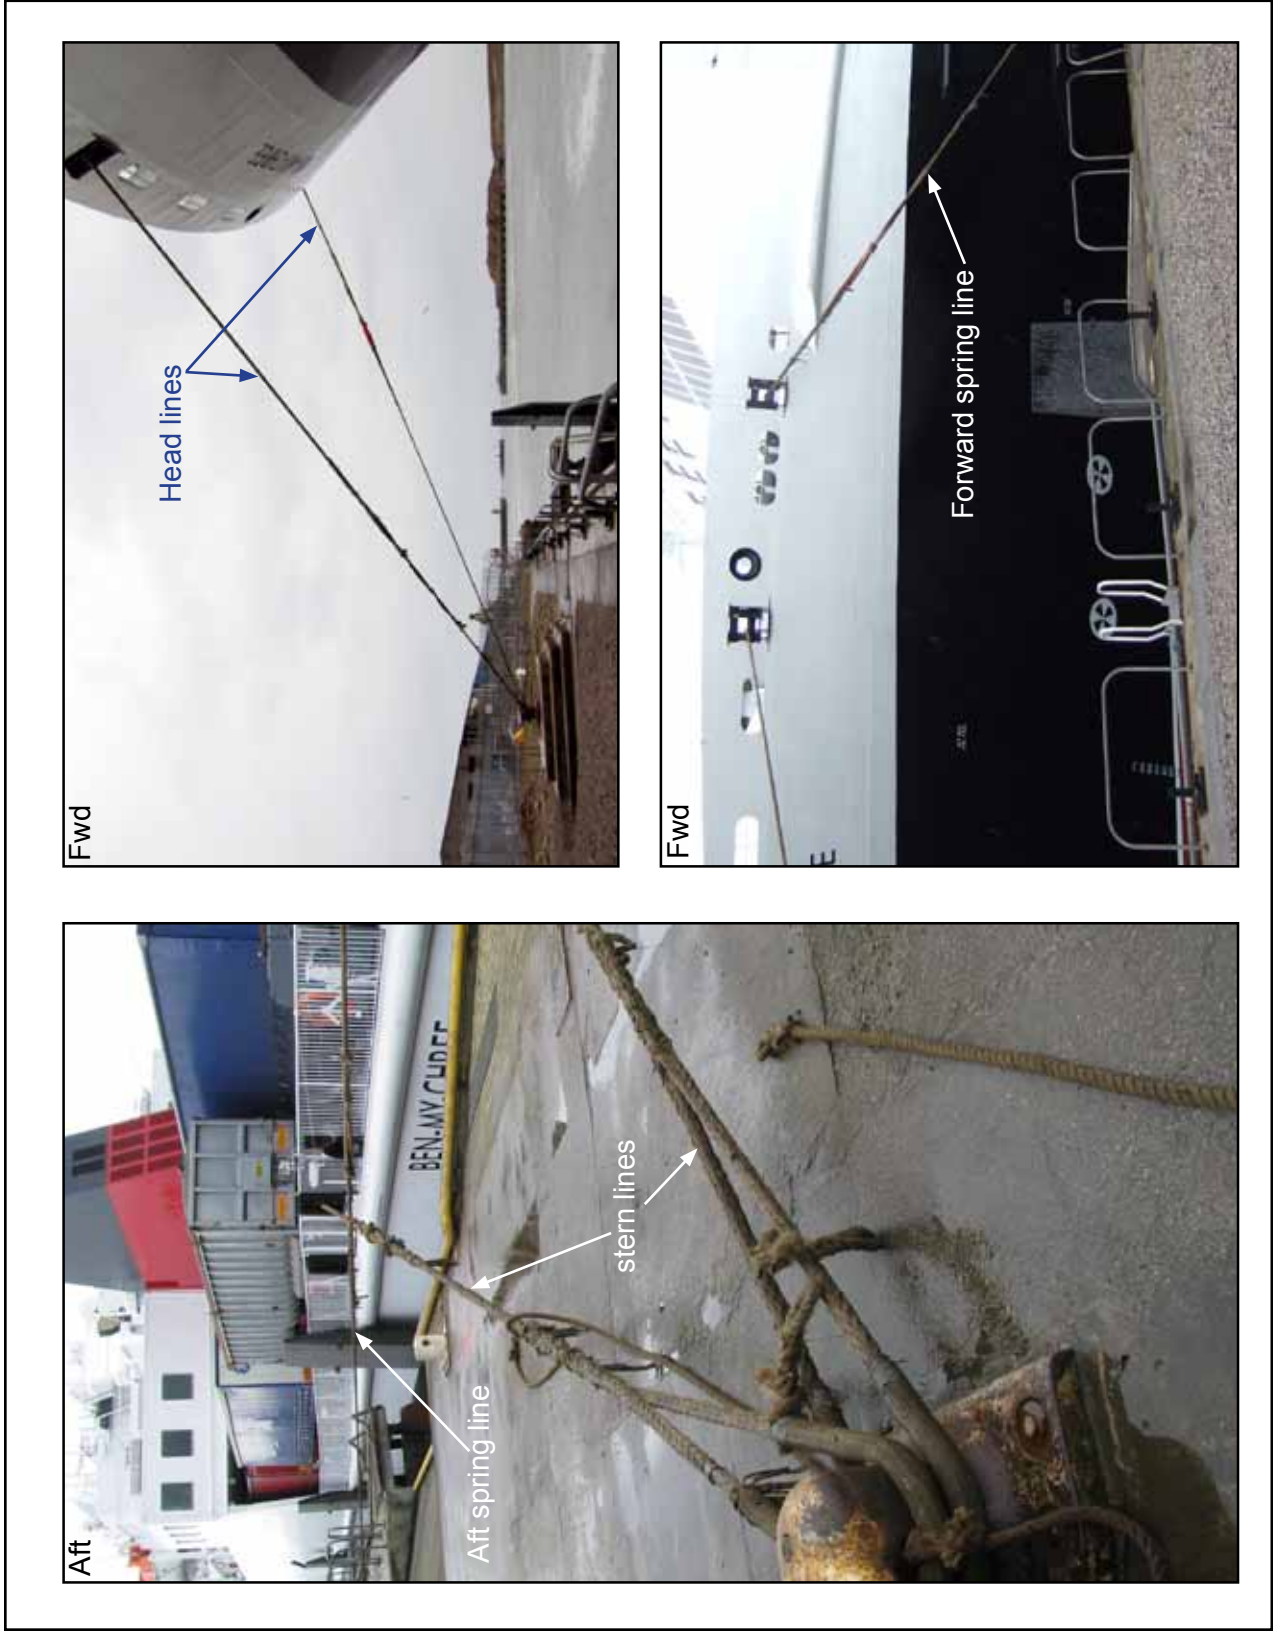 Aft
Aft spring line
stern lines
BEN-MY-CHREE
Fwd
Head lines
Fwd
Forward spring line
E